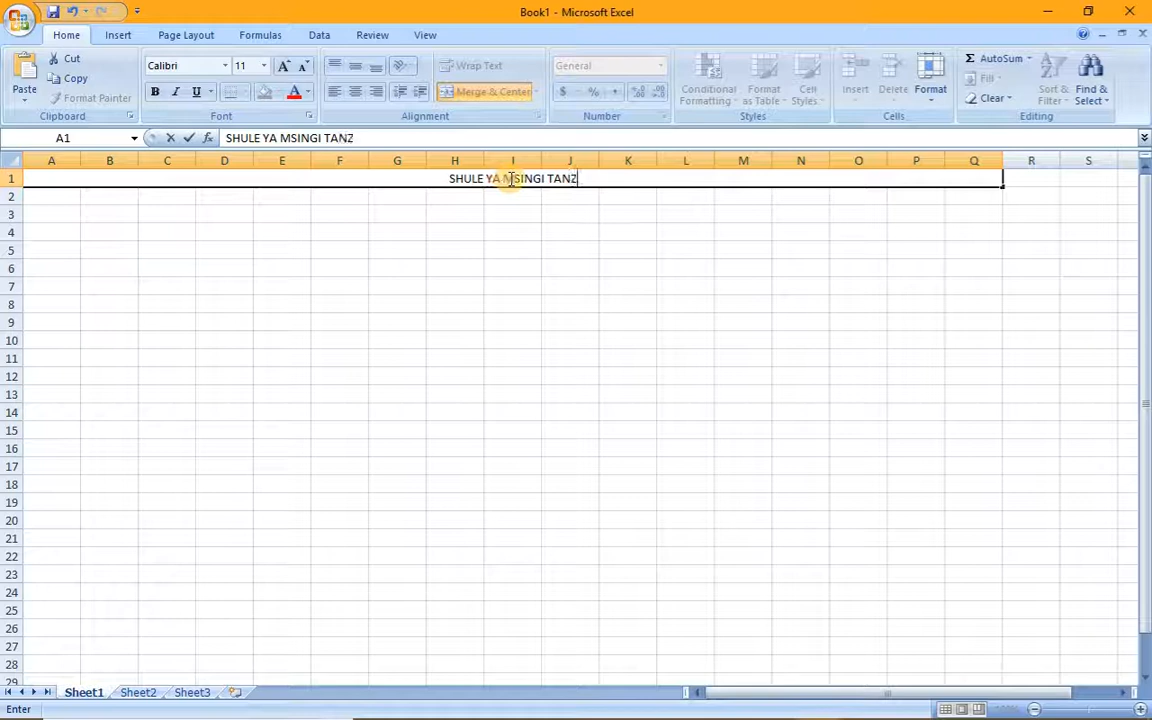 Book1 - Microsoft Excel
Home Insert Page Layout Formulas Data Review View
Paste
Cut
Copy
Format Painter
Clipboard
Calibri 11
B I U
Font
Wrap Text
Merge & Center
Alignment
General
$ % ,
Number
Conditional Formatting
Format as Table
Cell Styles
Styles
Insert Delete Format
Cells
Σ AutoSum
Fill
Clear
Sort & Filter
Find & Select
Editing
A1 fx SHULE YA MSINGI TANZ
A B C D E F G H I J K L M N O P Q R S
1 SHULE YA MSINGI TANZ
2
3
4
5
6
7
8
9
10
11
12
13
14
15
16
17
18
19
20
21
22
23
24
25
26
27
28
29
Sheet1 Sheet2 Sheet3
Enter